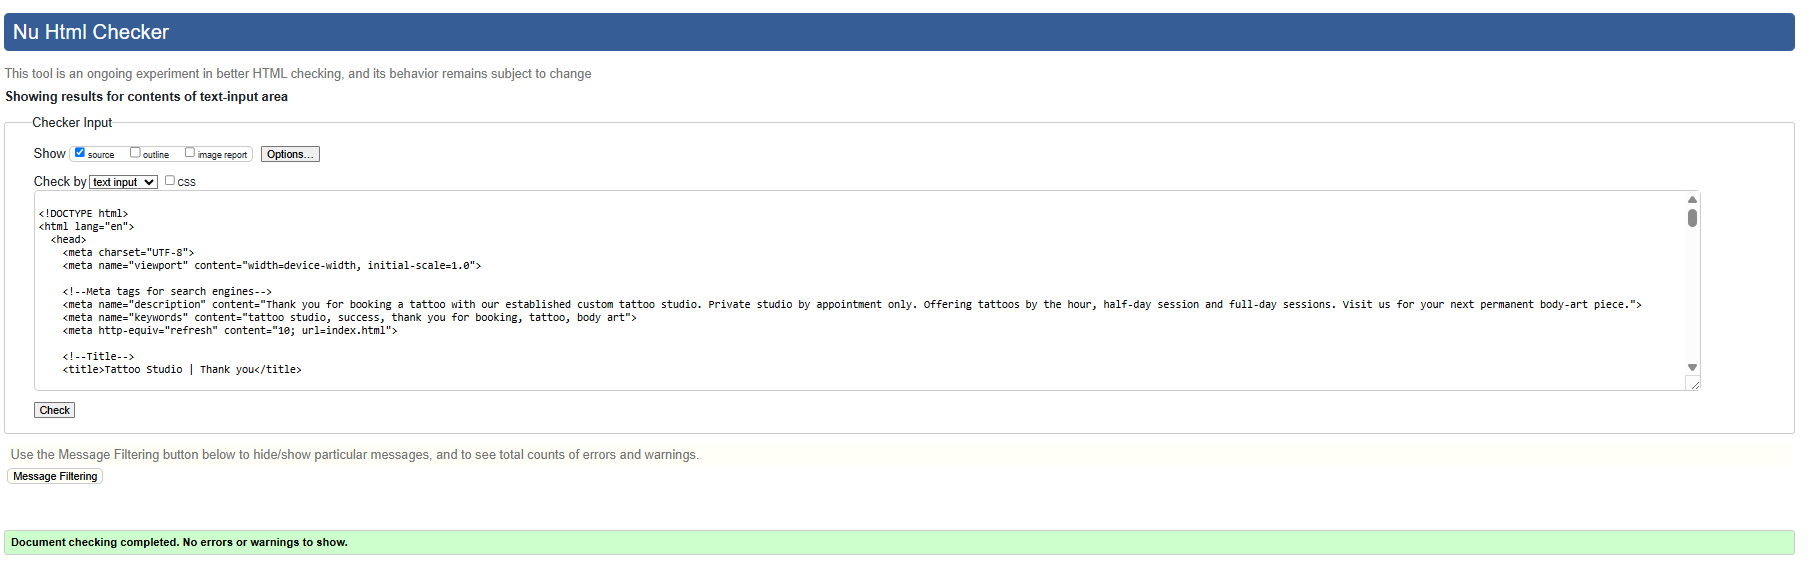 Nu Html Checker
This tool is an ongoing experiment in better HTML checking, and its behavior remains subject to change
Showing results for contents of text-input area
Checker Input
Show source outline image report Options...
Check by text input CSS
<!DOCTYPE html>
<html lang="en">
<head>
<meta charset="UTF-8">
<meta name="viewport" content="width=device-width, initial-scale=1.0">
<!--Meta tags for search engines-->
<meta name="description" content="Thank you for booking a tattoo with our established custom tattoo studio. Private studio by appointment only. Offering tattoos by the hour, half-day session and full-day sessions. Visit us for your next permanent body-art piece.">
<meta name="keywords" content="tattoo studio, success, thank you for booking, tattoo, body art">
<meta http-equiv="refresh" content="10; url=index.html">
<!--Title-->
<title>Tattoo Studio | Thank you</title>
Check
Use the Message Filtering button below to hide/show particular messages, and to see total counts of errors and warnings.
Message Filtering
Document checking completed. No errors or warnings to show.